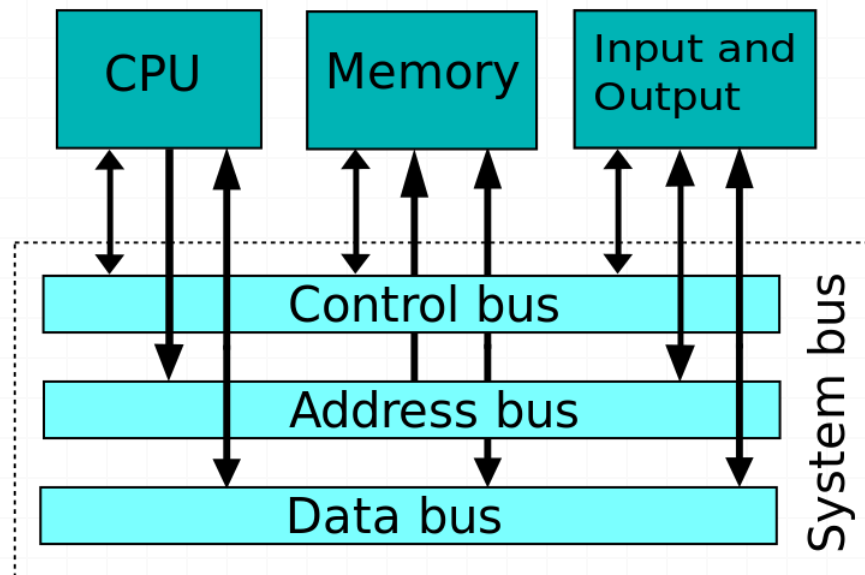 CPU
Memory
Input and
Output
Control bus
Address bus
Data bus
System bus